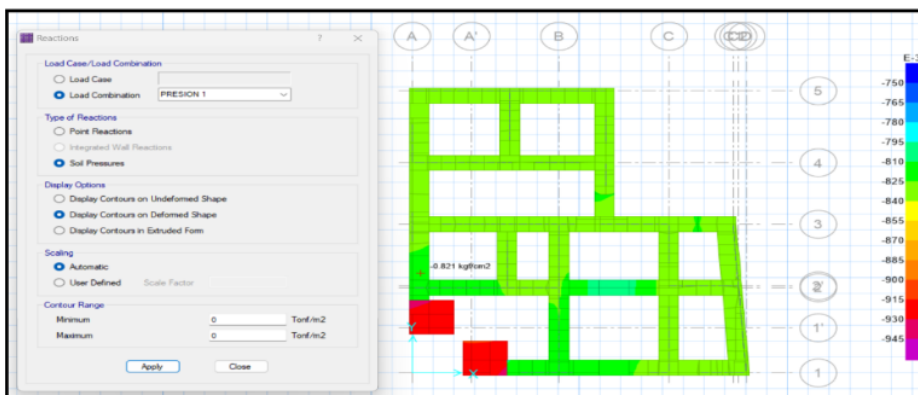 Reactions
? ×
Load Case/Load Combination
Load Case
Load Combination PRESION 1
Type of Reactions
Point Reactions
Integrated Wall Reactions
Soil Pressures
Display Options
Display Contours on Undeformed Shape
Display Contours on Deformed Shape
Display Contours in Extruded Form
Scaling
Automatic
User Defined Scale Factor
Contour Range
Minimum 0 Tonf/m2
Maximum 0 Tonf/m2
Apply Close
A A' B C
5
4
3
1'
1
-0.821 kgf/cm2
Y
X
E-3
-750
-765
-780
-795
-810
-825
-840
-855
-870
-885
-900
-915
-930
-945